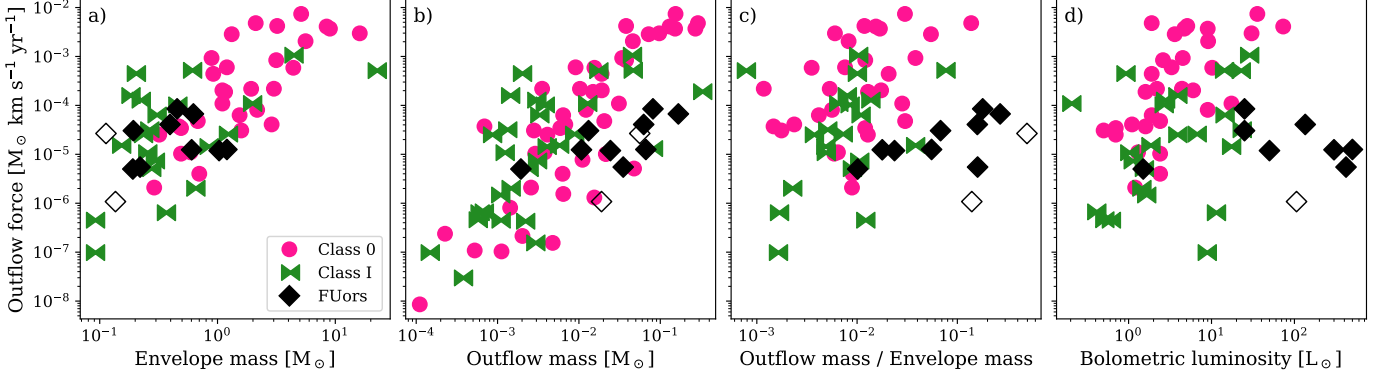 Outflow force [M⊙ km s⁻¹ yr⁻¹]
10⁻²
10⁻³
10⁻⁴
10⁻⁵
10⁻⁶
10⁻⁷
10⁻⁸
a)
Class 0
Class I
FUors
10⁻¹ 10⁰ 10¹
Envelope mass [M⊙]
b)
10⁻⁴ 10⁻³ 10⁻² 10⁻¹
Outflow mass [M⊙]
c)
10⁻³ 10⁻² 10⁻¹
Outflow mass / Envelope mass
d)
10⁰ 10¹ 10²
Bolometric luminosity [L⊙]